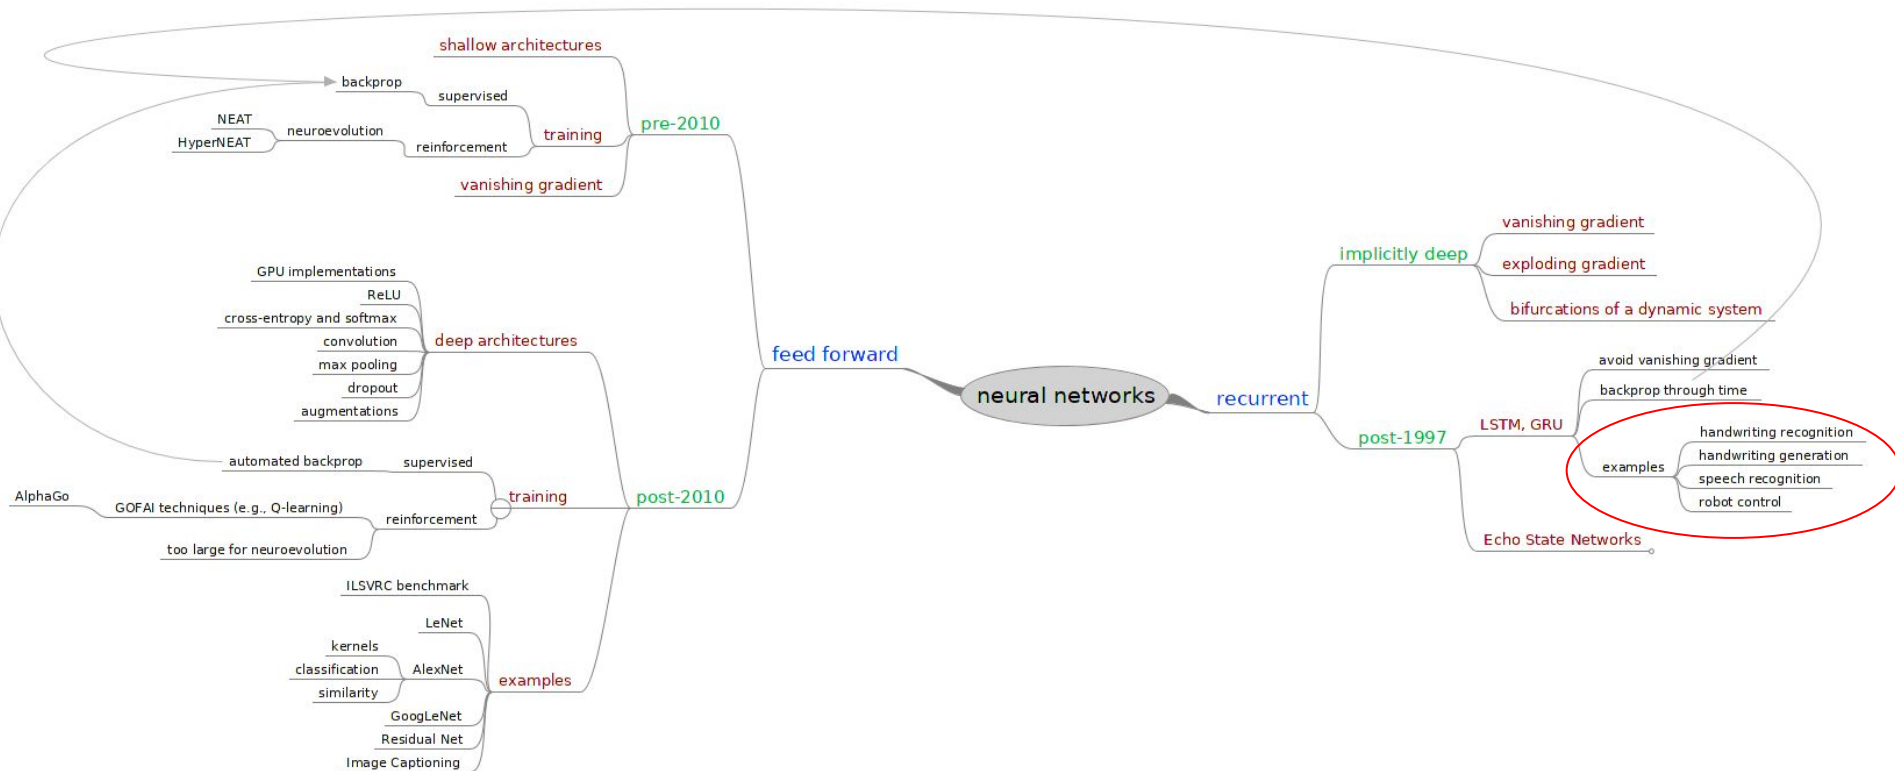 neural networks
feed forward
pre-2010
shallow architectures
training
supervised
backprop
reinforcement
neuroevolution
NEAT
HyperNEAT
vanishing gradient
post-2010
deep architectures
GPU implementations
ReLU
cross-entropy and softmax
convolution
max pooling
dropout
augmentations
training
supervised
automated backprop
reinforcement
GOFAI techniques (e.g., Q-learning)
AlphaGo
too large for neuroevolution
examples
ILSVRC benchmark
LeNet
AlexNet
kernels
classification
similarity
GoogLeNet
Residual Net
Image Captioning
recurrent
implicitly deep
vanishing gradient
exploding gradient
bifurcations of a dynamic system
post-1997
LSTM, GRU
avoid vanishing gradient
backprop through time
examples
handwriting recognition
handwriting generation
speech recognition
robot control
Echo State Networks